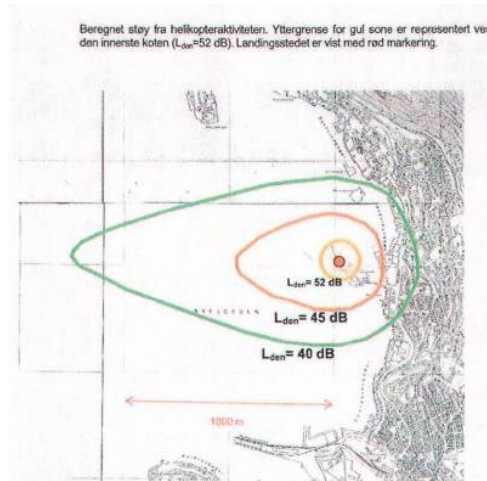 Beregnet støy fra helikopteraktiviteten. Yttergrense for gul sone er representert ved
den innerste koten (Lden=52 dB). Landingsstedet er vist med rød markering.
Lden= 52 dB
Lden= 45 dB
Lden= 40 dB
1000 m